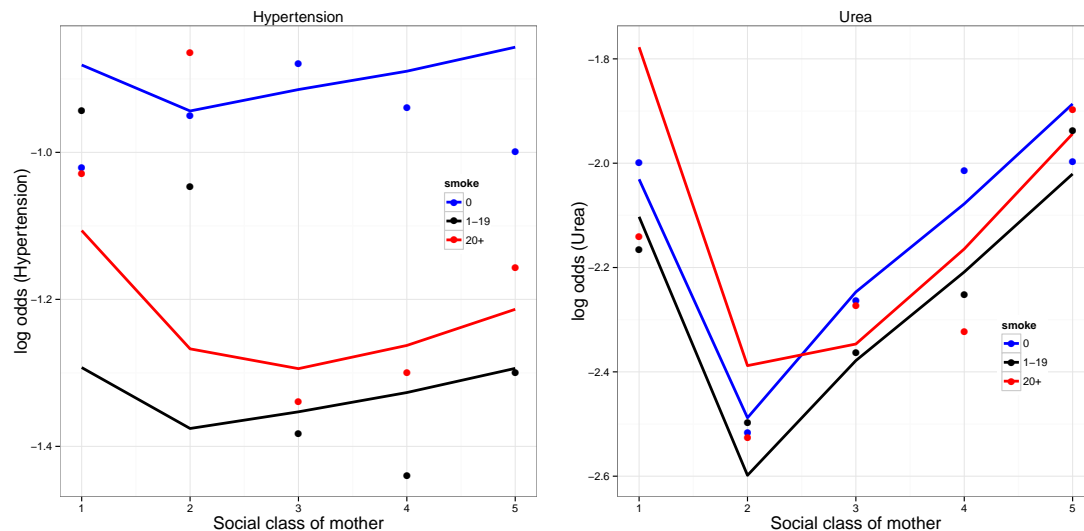 Hypertension
log odds (Hypertension)
−1.0
−1.2
−1.4
smoke
0
1−19
20+
1 2 3 4 5
Social class of mother
Urea
log odds (Urea)
−1.8
−2.0
−2.2
−2.4
−2.6
smoke
0
1−19
20+
1 2 3 4 5
Social class of mother